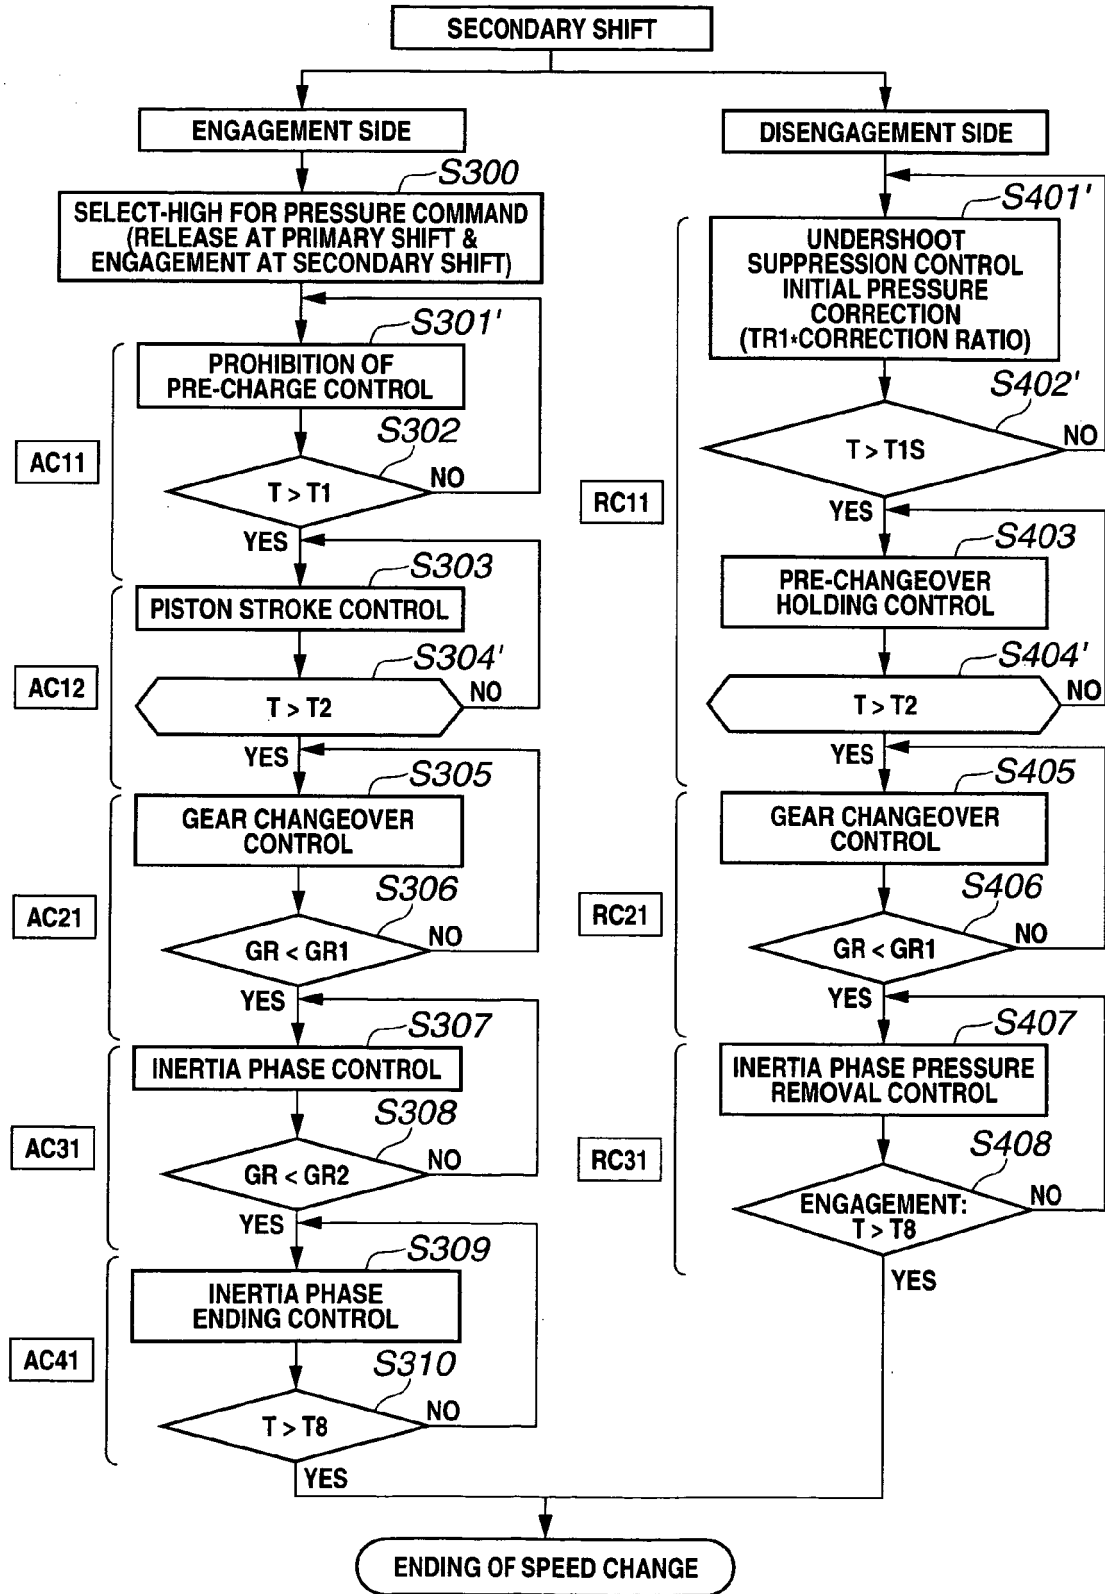 SECONDARY SHIFT
ENGAGEMENT SIDE
S300
SELECT-HIGH FOR PRESSURE COMMAND
(RELEASE AT PRIMARY SHIFT &
ENGAGEMENT AT SECONDARY SHIFT)
S301'
PROHIBITION OF
PRE-CHARGE CONTROL
AC11
S302
T > T1
NO
YES
S303
PISTON STROKE CONTROL
AC12
S304'
T > T2
NO
YES
S305
GEAR CHANGEOVER
CONTROL
AC21
S306
GR < GR1
NO
YES
S307
INERTIA PHASE CONTROL
AC31
S308
GR < GR2
NO
YES
S309
INERTIA PHASE
ENDING CONTROL
AC41
S310
T > T8
NO
YES
DISENGAGEMENT SIDE
S401'
UNDERSHOOT
SUPPRESSION CONTROL
INITIAL PRESSURE
CORRECTION
(TR1*CORRECTION RATIO)
S402'
T > T1S
NO
RC11
YES
S403
PRE-CHANGEOVER
HOLDING CONTROL
S404'
T > T2
NO
YES
S405
GEAR CHANGEOVER
CONTROL
RC21
S406
GR < GR1
NO
YES
S407
INERTIA PHASE PRESSURE
REMOVAL CONTROL
RC31
S408
ENGAGEMENT:
T > T8
NO
YES
ENDING OF SPEED CHANGE